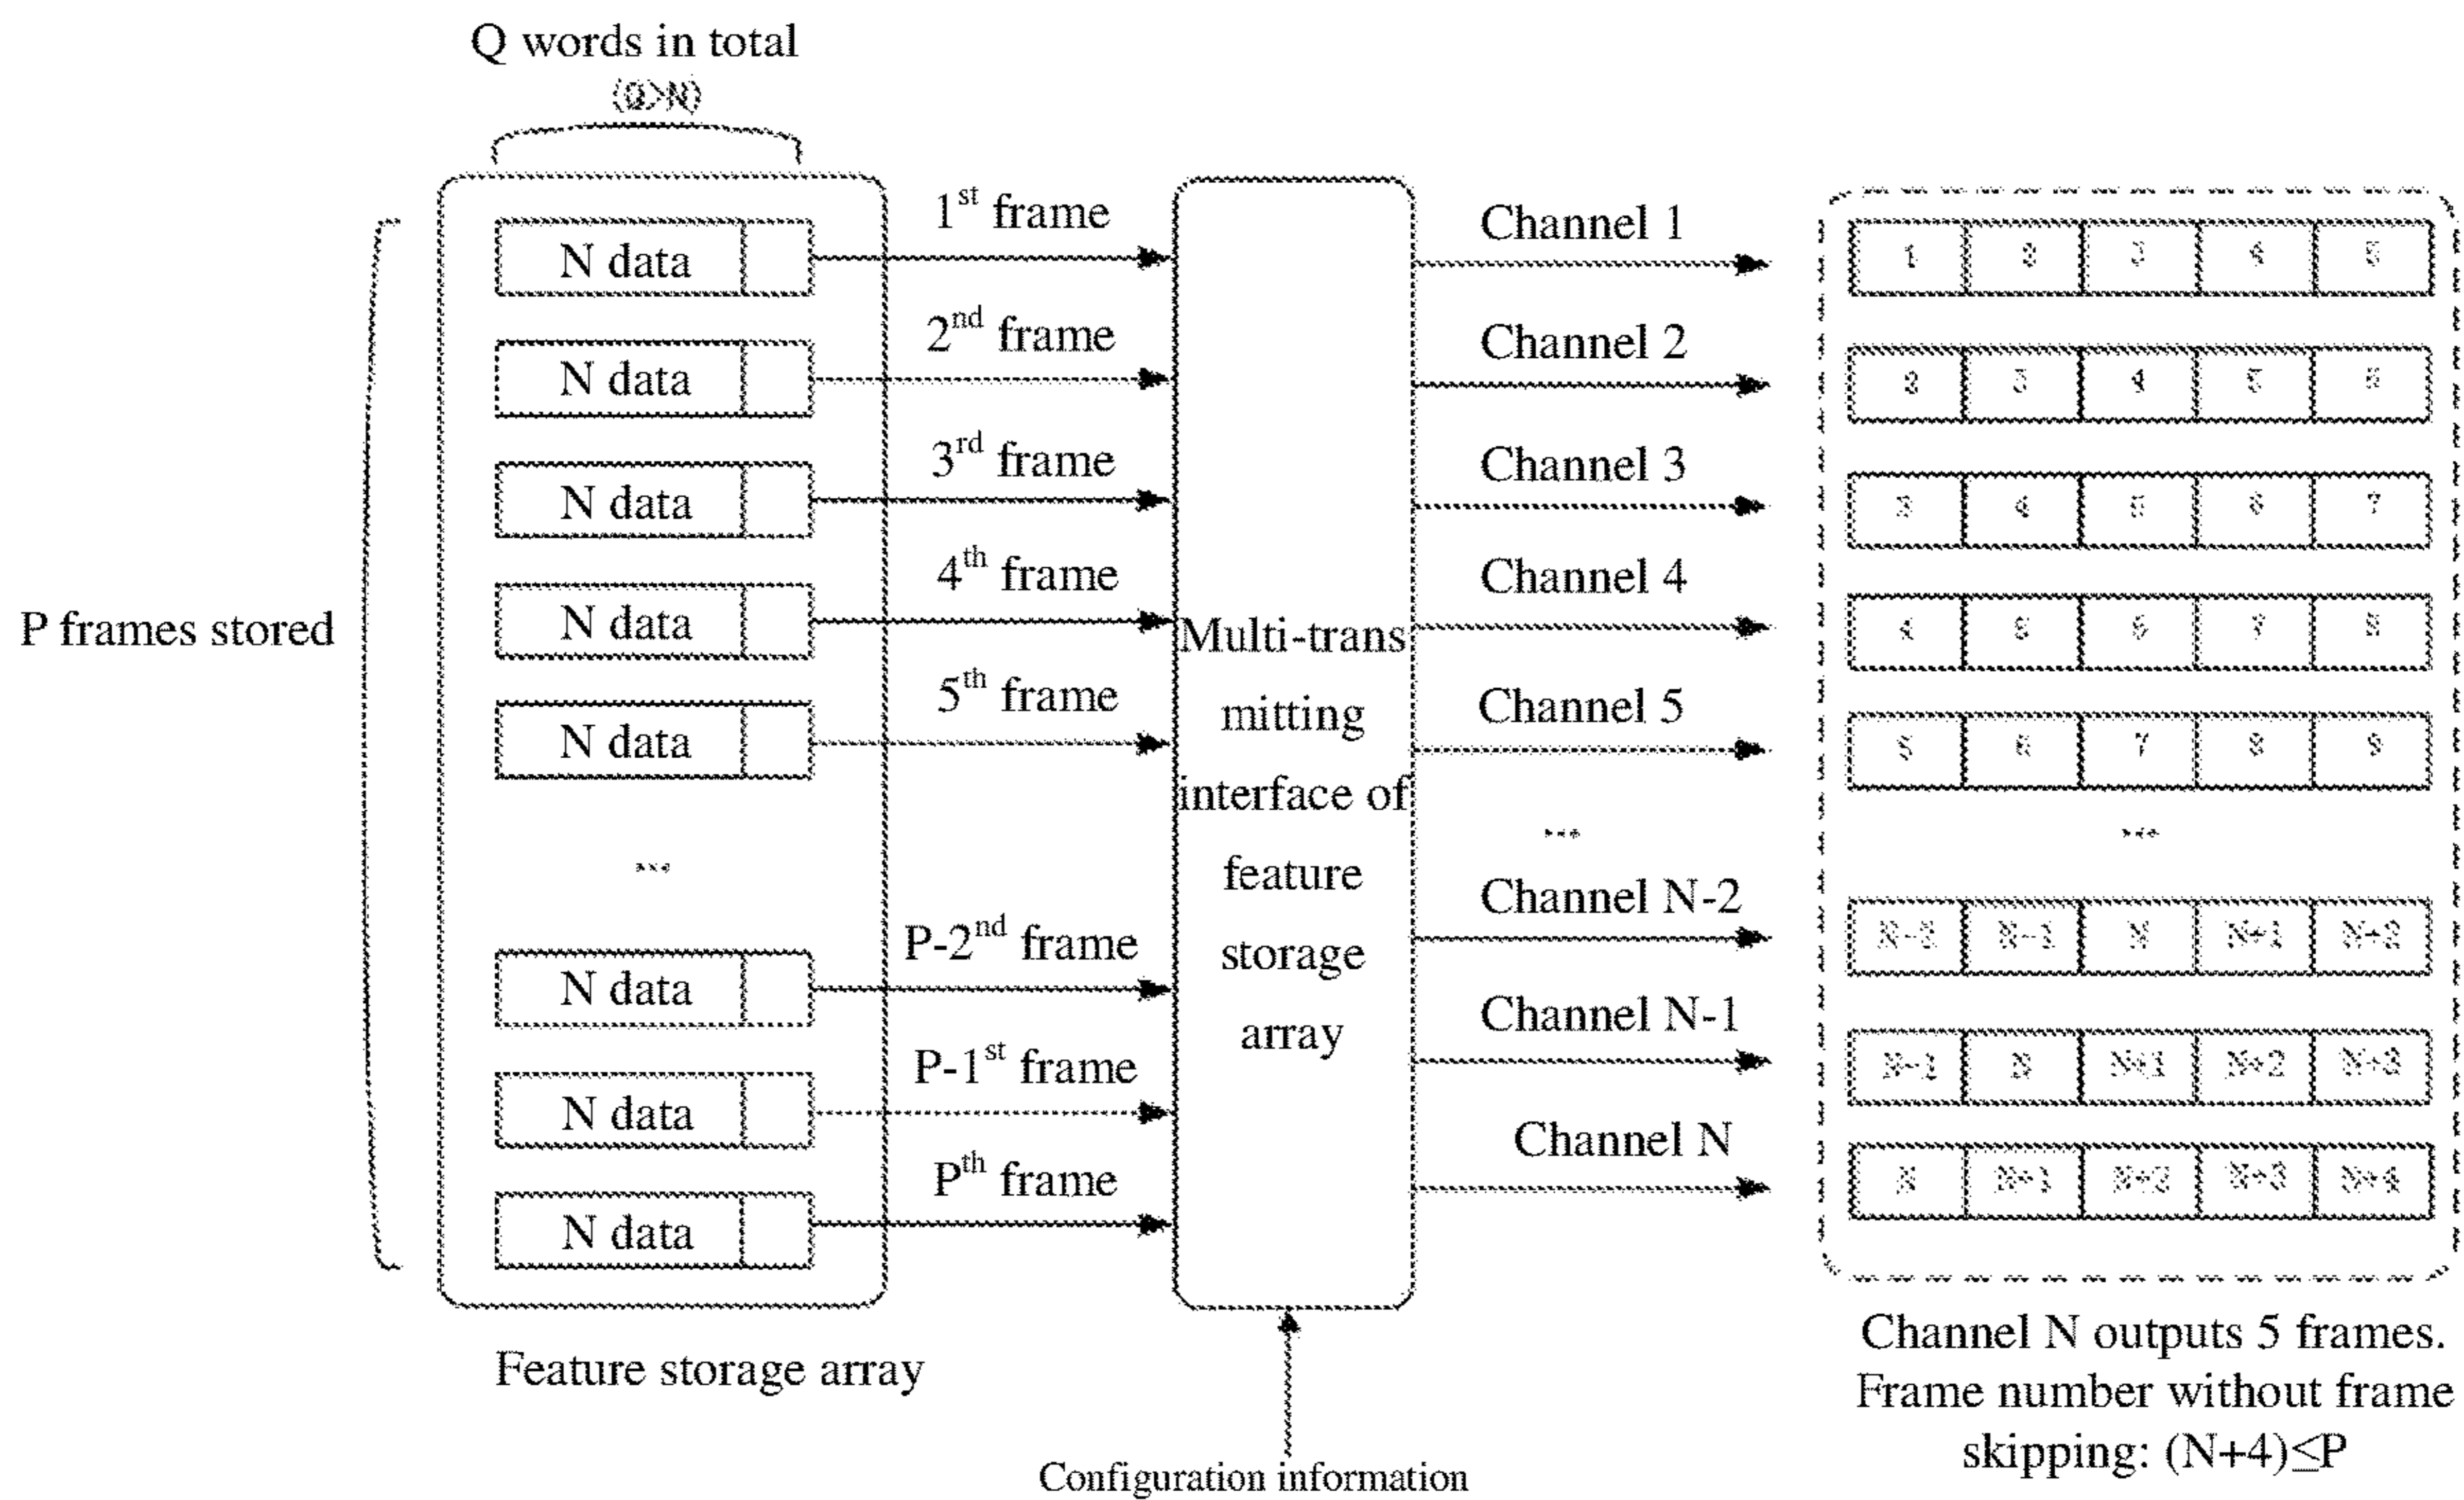 Q words in total
(Q>N)
P frames stored
N data
N data
N data
N data
N data
...
N data
N data
N data
Feature storage array
1st frame
2nd frame
3rd frame
4th frame
5th frame
P-2nd frame
P-1st frame
Pth frame
Multi-trans
mitting
interface of
feature
storage
array
Configuration information
Channel 1
Channel 2
Channel 3
Channel 4
Channel 5
...
Channel N-2
Channel N-1
Channel N
1 2 3 4 5
2 3 4 5 6
3 4 5 6 7
4 5 6 7 8
5 6 7 8 9
...
N-1 N N+1 N+2
N-1 N N+1 N+2 N+3
N N+1 N+2 N+3 N+4
Channel N outputs 5 frames.
Frame number without frame
skipping: (N+4)≤P